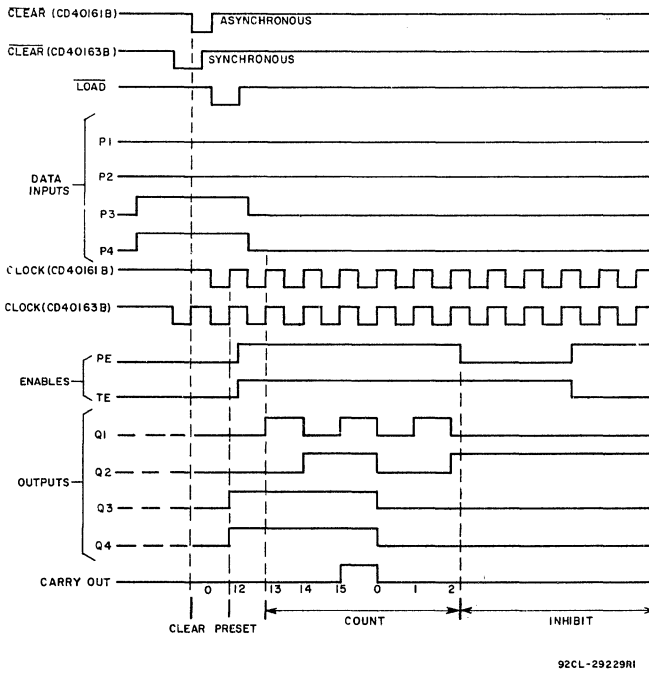 CLEAR (CD40161B)
ASYNCHRONOUS
CLEAR (CD40163B)
SYNCHRONOUS
LOAD
DATA INPUTS
P1
P2
P3
P4
CLOCK(CD40161B)
CLOCK(CD40163B)
ENABLES
PE
TE
OUTPUTS
Q1
Q2
Q3
Q4
CARRY OUT
0 12 13 14 15 0 1 2
CLEAR PRESET
COUNT
INHIBIT
92CL-29229R1